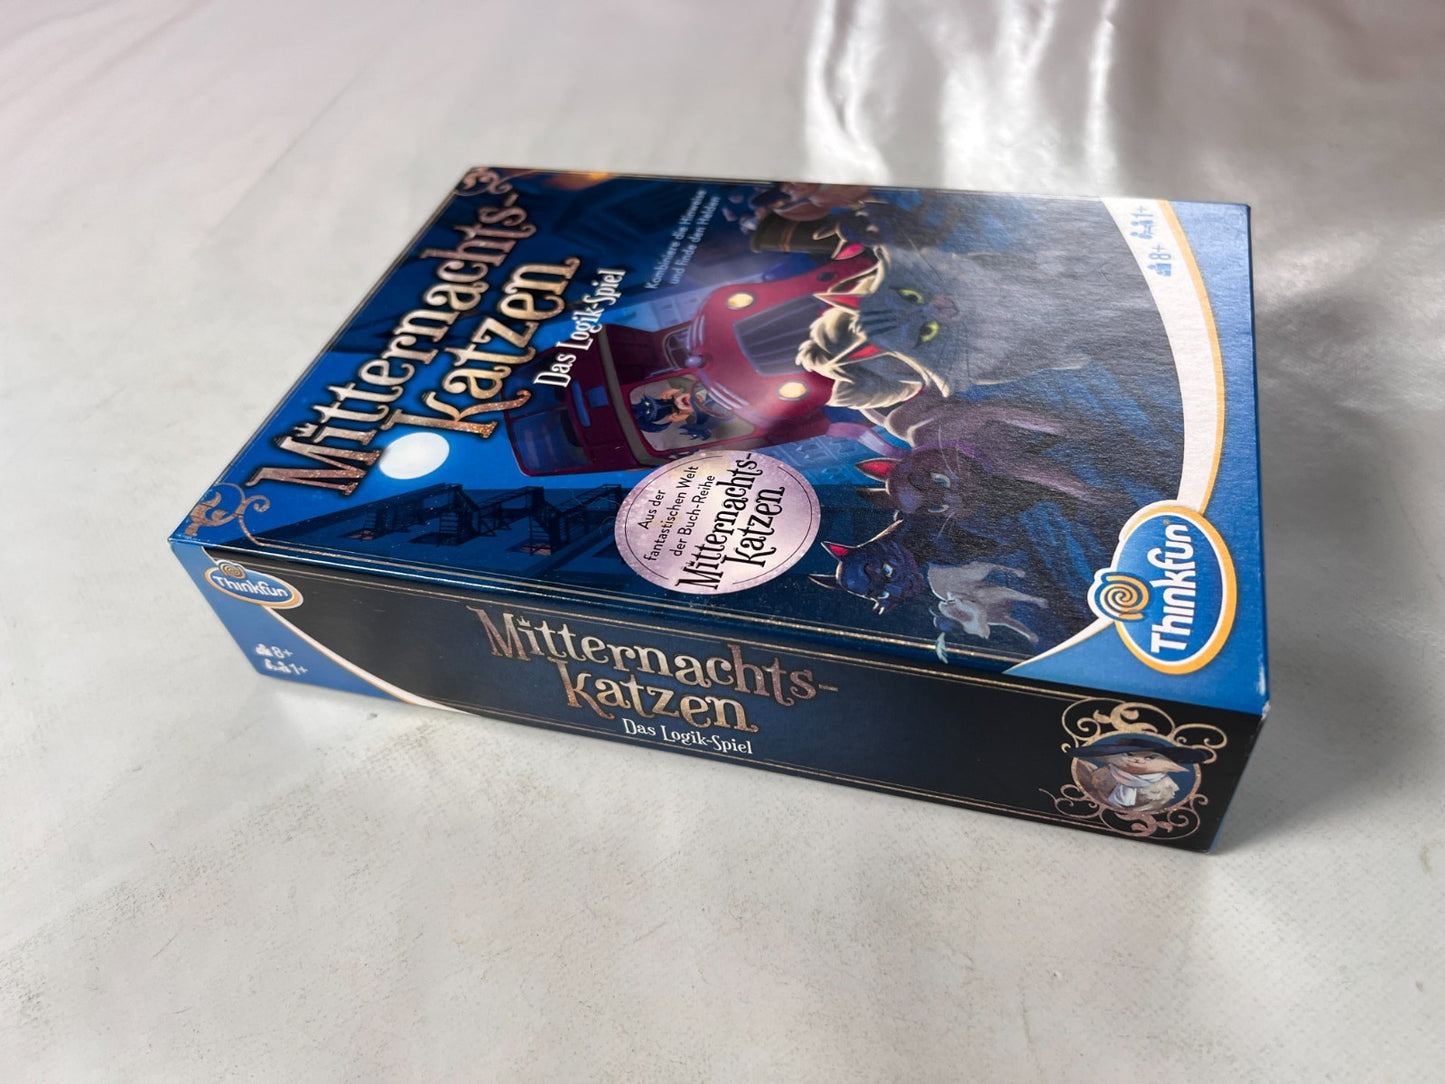 Mitternachts-
Katzen
Das Logik-Spiel
Kombiniere die Hinweise
und finde den Helden
8+
1+
Aus der
fantastischen Welt
der Buch-Reihe
Mitternachts-
Katzen
ThinkFun
ThinkFun
8+
1+
Mitternachts-
Katzen
Das Logik-Spiel